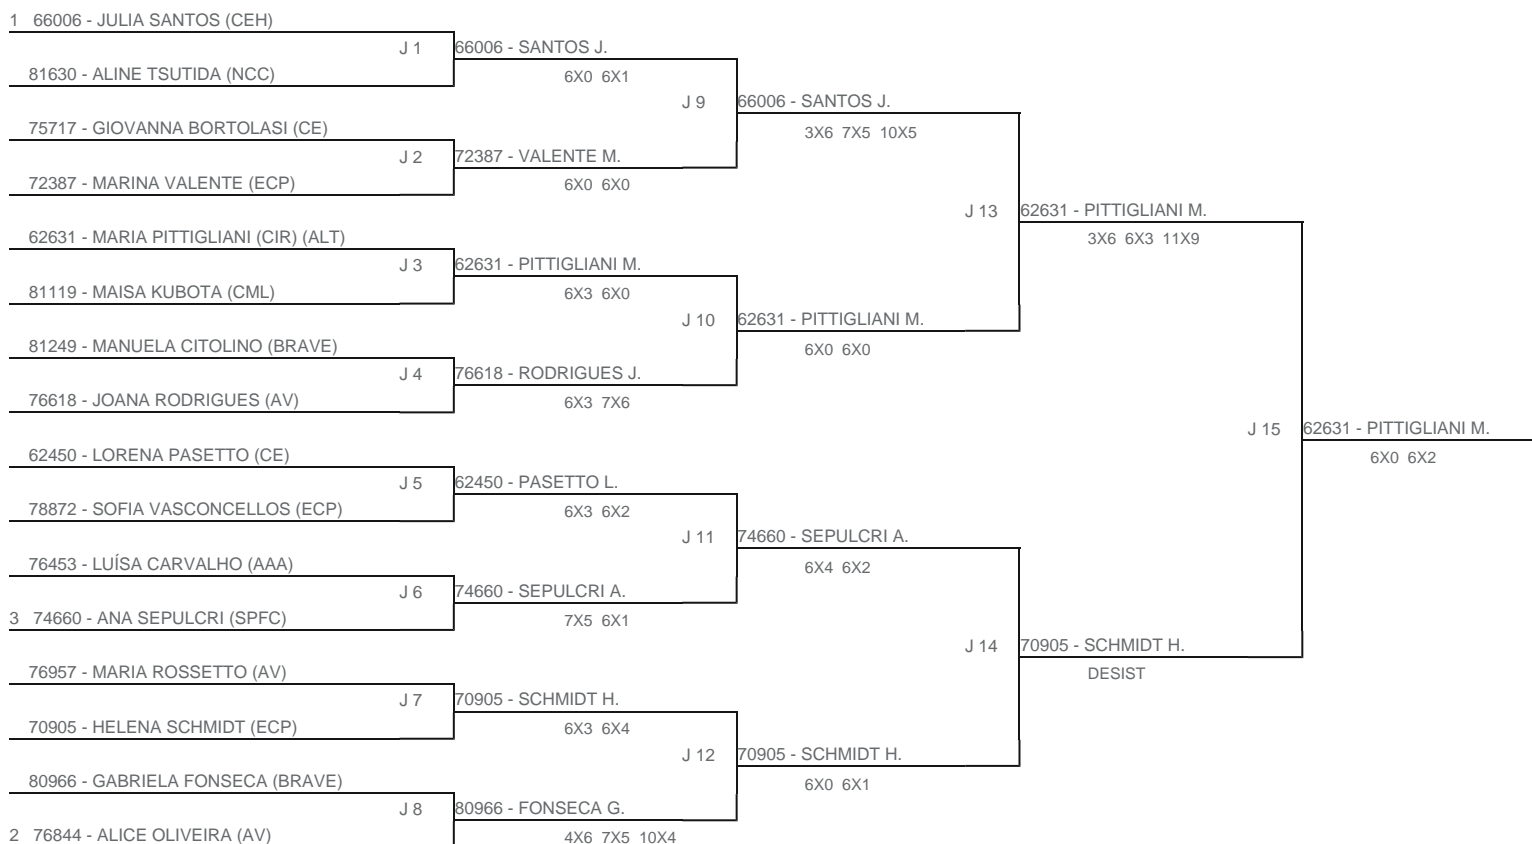 1 66006 - JULIA SANTOS (CEH)
J 1
66006 - SANTOS J.
81630 - ALINE TSUTIDA (NCC)
6X0 6X1
J 9
66006 - SANTOS J.
75717 - GIOVANNA BORTOLASI (CE)
3X6 7X5 10X5
J 2
72387 - VALENTE M.
72387 - MARINA VALENTE (ECP)
6X0 6X0
J 13
62631 - PITTIGLIANI M.
62631 - MARIA PITTIGLIANI (CIR) (ALT)
3X6 6X3 11X9
J 3
62631 - PITTIGLIANI M.
81119 - MAISA KUBOTA (CML)
6X3 6X0
J 10
62631 - PITTIGLIANI M.
81249 - MANUELA CITOLINO (BRAVE)
6X0 6X0
J 4
76618 - RODRIGUES J.
76618 - JOANA RODRIGUES (AV)
6X3 7X6
J 15
62631 - PITTIGLIANI M.
62450 - LORENA PASETTO (CE)
6X0 6X2
J 5
62450 - PASETTO L.
78872 - SOFIA VASCONCELLOS (ECP)
6X3 6X2
J 11
74660 - SEPULCRI A.
76453 - LUÍSA CARVALHO (AAA)
6X4 6X2
J 6
74660 - SEPULCRI A.
3 74660 - ANA SEPULCRI (SPFC)
7X5 6X1
J 14
70905 - SCHMIDT H.
76957 - MARIA ROSSETTO (AV)
DESIST
J 7
70905 - SCHMIDT H.
70905 - HELENA SCHMIDT (ECP)
6X3 6X4
J 12
70905 - SCHMIDT H.
80966 - GABRIELA FONSECA (BRAVE)
6X0 6X1
J 8
80966 - FONSECA G.
2 76844 - ALICE OLIVEIRA (AV)
4X6 7X5 10X4